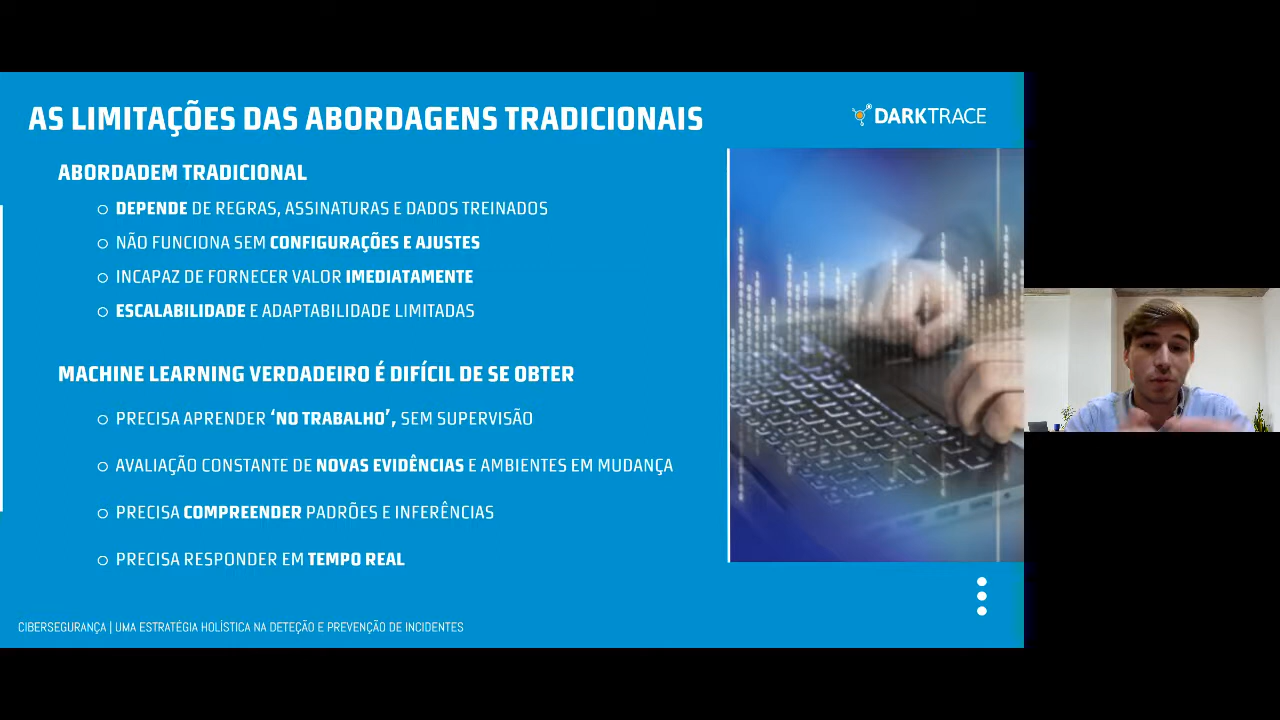 AS LIMITAÇÕES DAS ABORDAGENS TRADICIONAIS
DARKTRACE
ABORDADEM TRADICIONAL
DEPENDE DE REGRAS, ASSINATURAS E DADOS TREINADOS
NÃO FUNCIONA SEM CONFIGURAÇÕES E AJUSTES
INCAPAZ DE FORNECER VALOR IMEDIATAMENTE
ESCALABILIDADE E ADAPTABILIDADE LIMITADAS
MACHINE LEARNING VERDADEIRO É DIFÍCIL DE SE OBTER
PRECISA APRENDER ‘NO TRABALHO’, SEM SUPERVISÃO
AVALIAÇÃO CONSTANTE DE NOVAS EVIDÊNCIAS E AMBIENTES EM MUDANÇA
PRECISA COMPREENDER PADRÕES E INFERÊNCIAS
PRECISA RESPONDER EM TEMPO REAL
CIBERSEGURANÇA | UMA ESTRATÉGIA HOLÍSTICA NA DETEÇÃO E PREVENÇÃO DE INCIDENTES